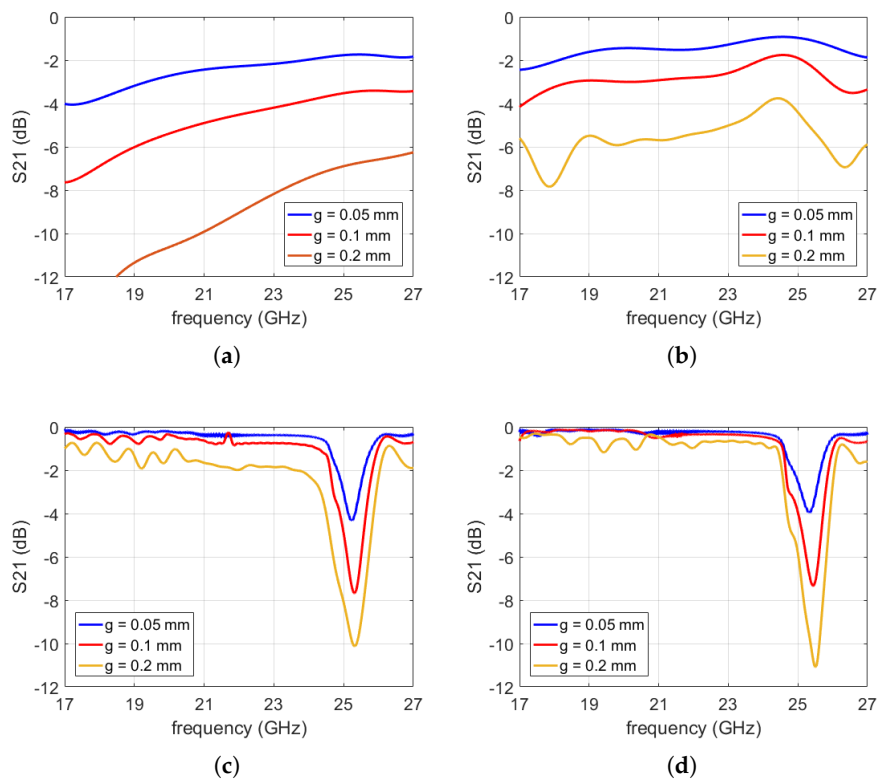 0
-2
-4
-6
-8
-10
-12
S21 (dB)
g = 0.05 mm
g = 0.1 mm
g = 0.2 mm
17 19 21 23 25 27
frequency (GHz)
(a)
0
-2
-4
-6
-8
-10
-12
S21 (dB)
g = 0.05 mm
g = 0.1 mm
g = 0.2 mm
17 19 21 23 25 27
frequency (GHz)
(b)
0
-2
-4
-6
-8
-10
-12
S21 (dB)
g = 0.05 mm
g = 0.1 mm
g = 0.2 mm
17 19 21 23 25 27
frequency (GHz)
(c)
0
-2
-4
-6
-8
-10
-12
S21 (dB)
g = 0.05 mm
g = 0.1 mm
g = 0.2 mm
17 19 21 23 25 27
frequency (GHz)
(d)